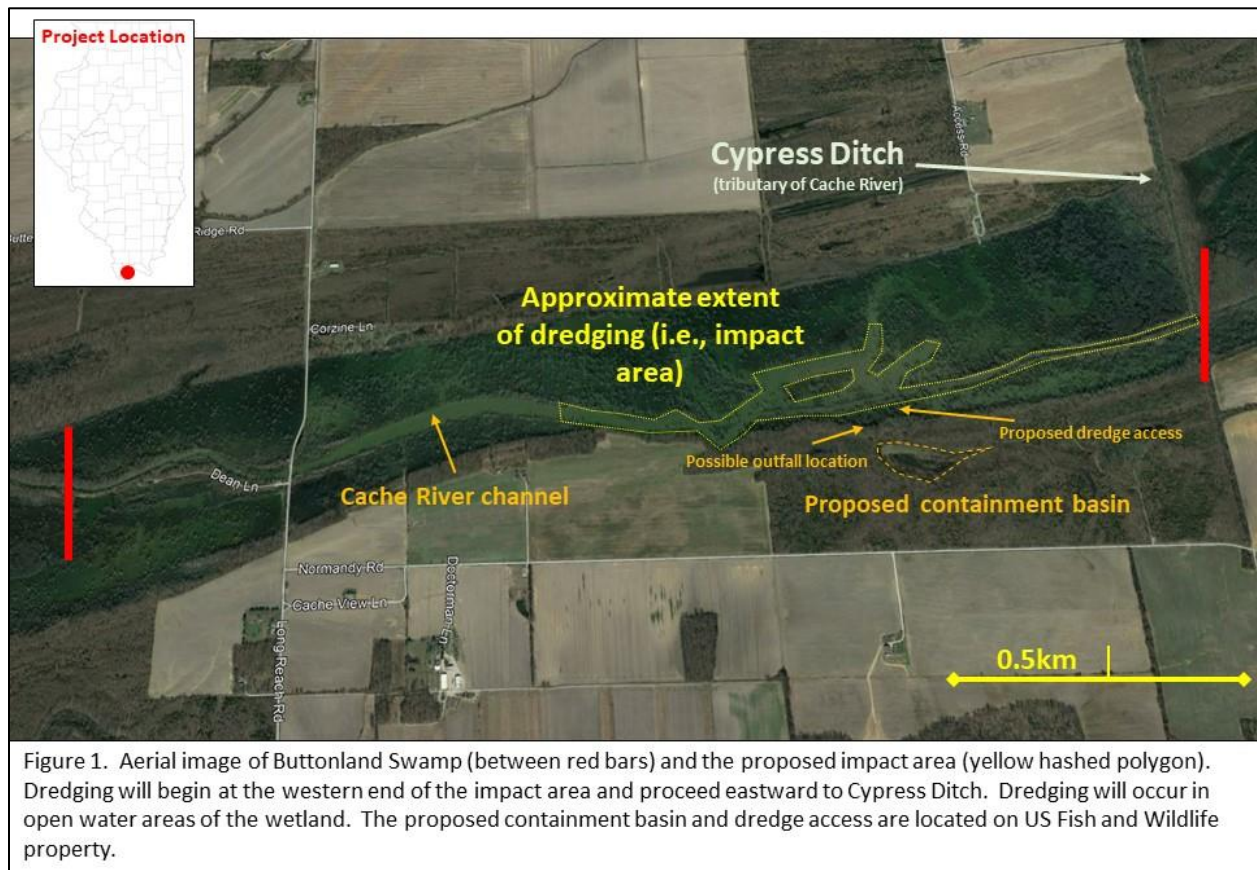 Project Location
Ridge Rd
Access Rd
Cypress Ditch
(tributary of Cache River)
Corzine Ln
Approximate extent
of dredging (i.e., impact
area)
Proposed dredge access
Possible outfall location
Bean Ln
Cache River channel
Proposed containment basin
Normandy Rd
Cache View Ln
Long Reach Rd
0.5km
Figure 1. Aerial image of Buttonland Swamp (between red bars) and the proposed impact area (yellow hashed polygon).
Dredging will begin at the western end of the impact area and proceed eastward to Cypress Ditch. Dredging will occur in
open water areas of the wetland. The proposed containment basin and dredge access are located on US Fish and Wildlife
property.